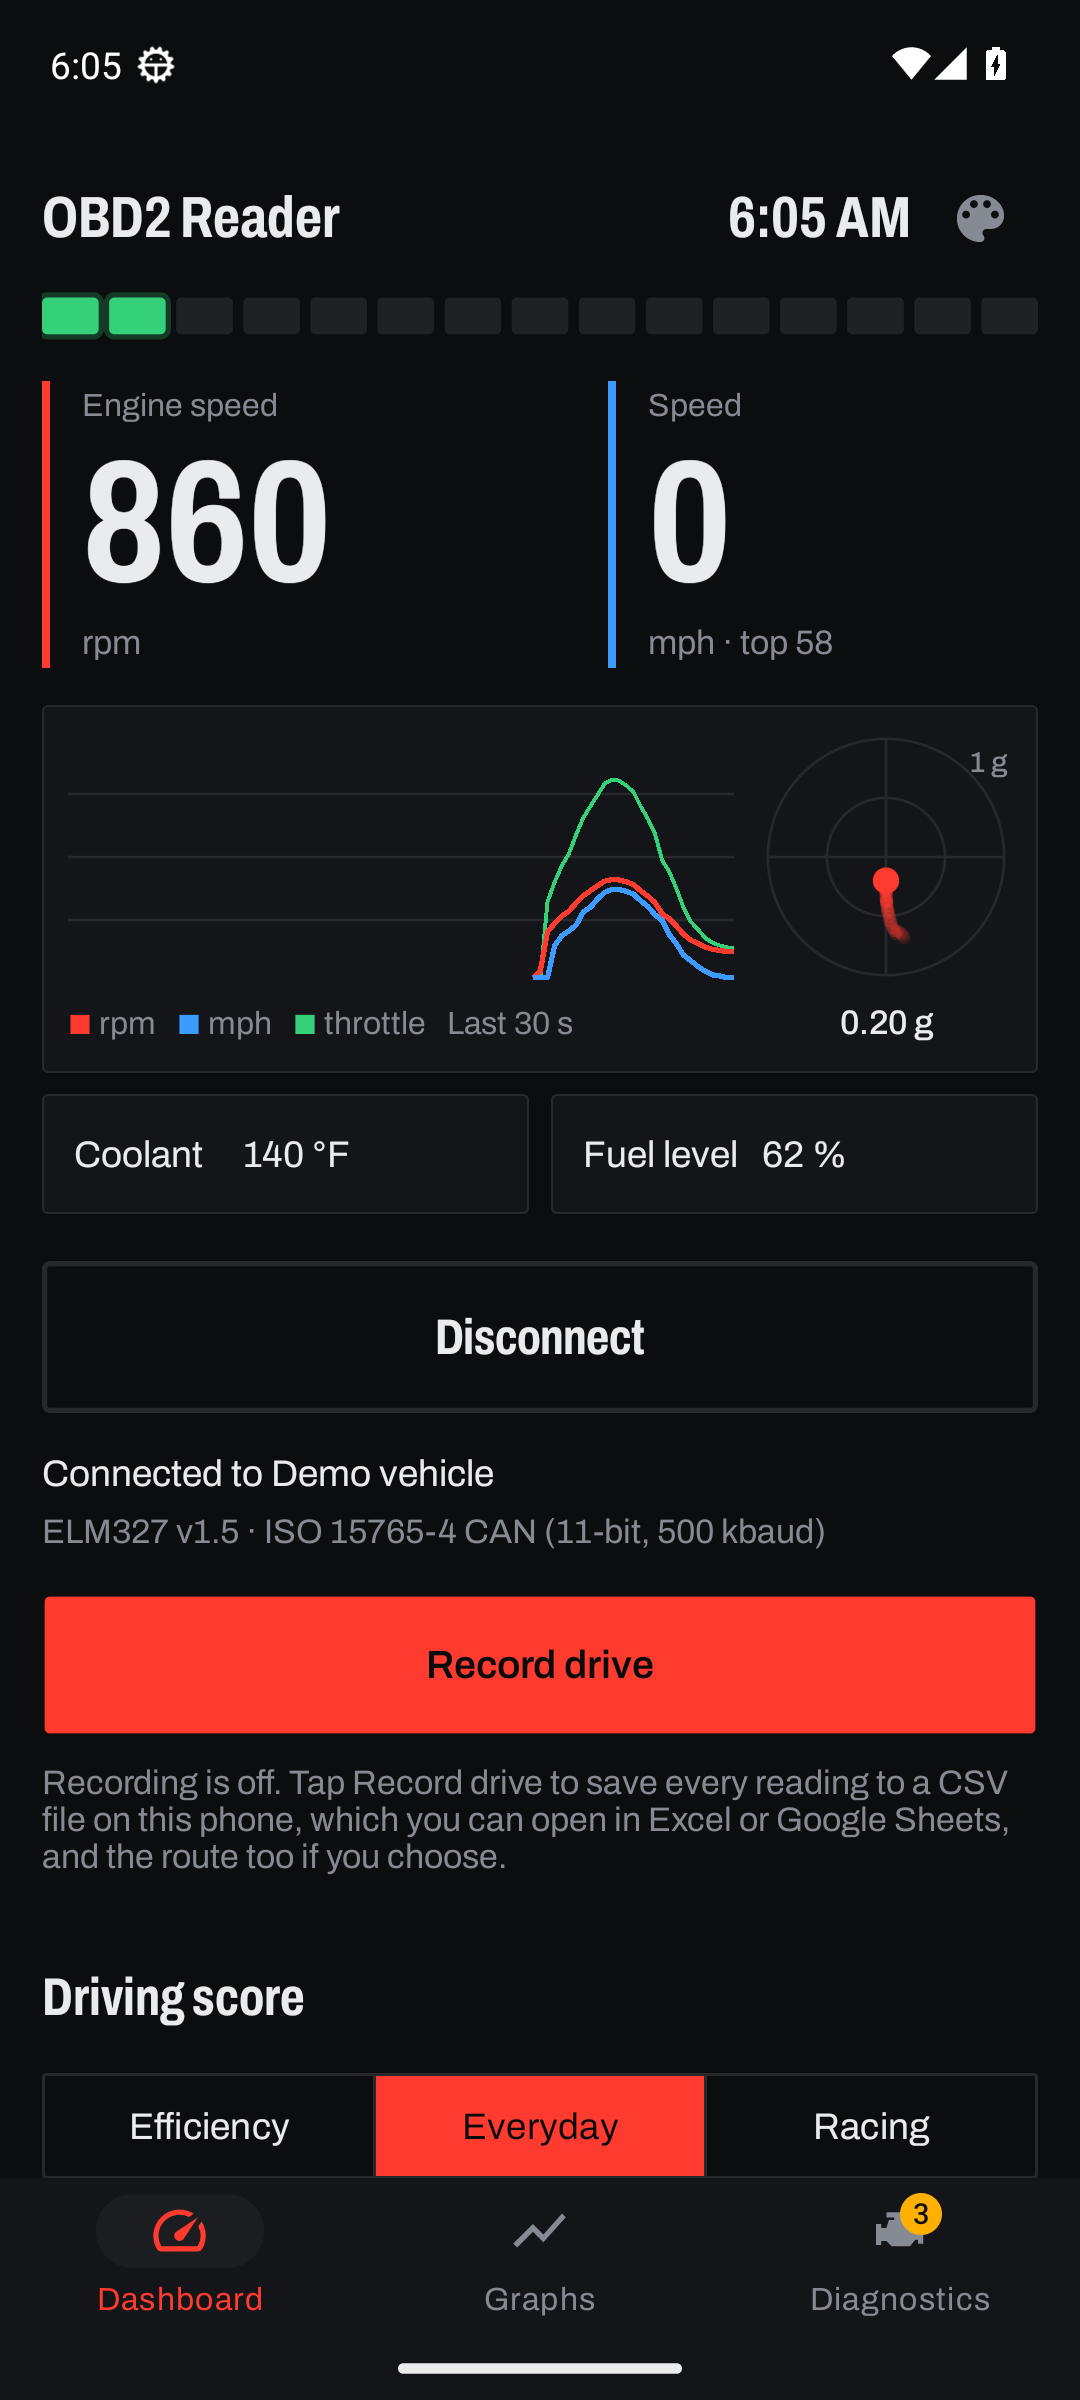 6:05
OBD2 Reader
6:05 AM
Engine speed
860
rpm
Speed
0
mph · top 58
1 g
rpm mph throttle Last 30 s
0.20 g
Coolant 140 °F
Fuel level 62 %
Disconnect
Connected to Demo vehicle
ELM327 v1.5 · ISO 15765-4 CAN (11-bit, 500 kbaud)
Record drive
Recording is off. Tap Record drive to save every reading to a CSV
file on this phone, which you can open in Excel or Google Sheets,
and the route too if you choose.
Driving score
Efficiency
Everyday
Racing
3
Dashboard
Graphs
Diagnostics